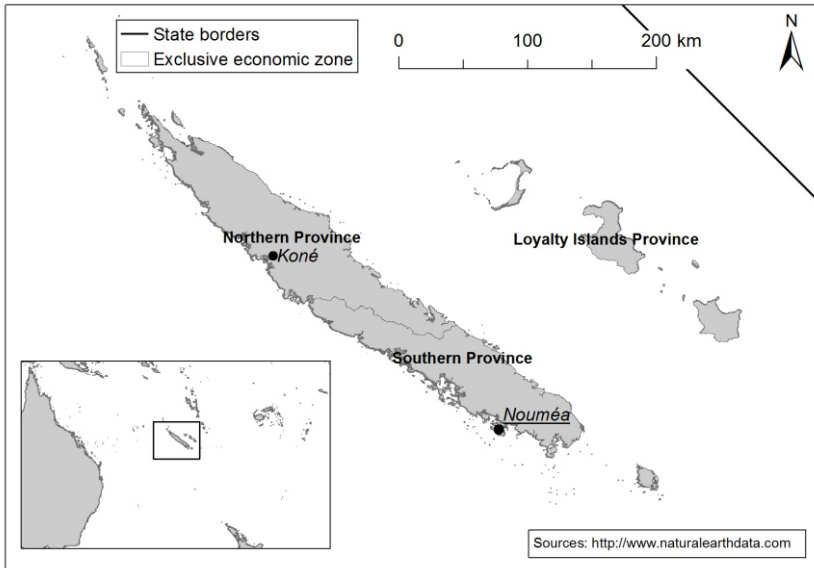 State borders
Exclusive economic zone
0 100 200 km
N
Northern Province
Koné
Loyalty Islands Province
Southern Province
Nouméa
Sources: http://www.naturalearthdata.com